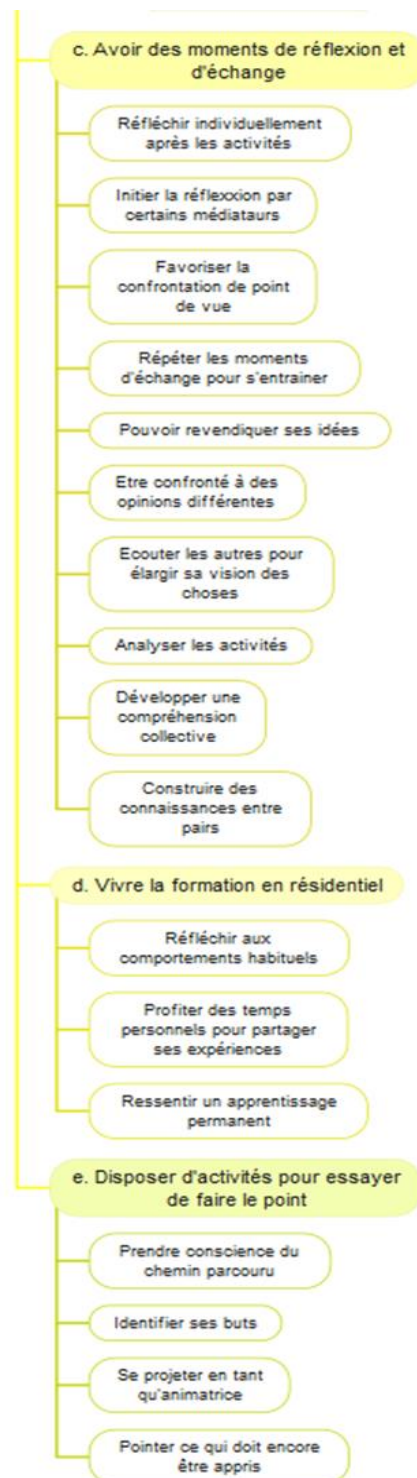 c. Avoir des moments de réflexion et
d'échange
Réfléchir individuellement
après les activités
Initier la réflexxion par
certains médiataurs
Favoriser la
confrontation de point
de vue
Répéter les moments
d'échange pour s'entrainer
Pouvoir revendiquer ses idées
Etre confronté à des
opinions différentes
Ecouter les autres pour
élargir sa vision des
choses
Analyser les activités
Développer une
compréhension
collective
Construire des
connaissances entre
pairs
d. Vivre la formation en résidentiel
Réfléchir aux
comportements habituels
Profiter des temps
personnels pour partager
ses expériences
Ressentir un apprentissage
permanent
e. Disposer d'activités pour essayer
de faire le point
Prendre conscience du
chemin parcouru
Identifier ses buts
Se projeter en tant
qu'animatrice
Pointer ce qui doit encore
être appris